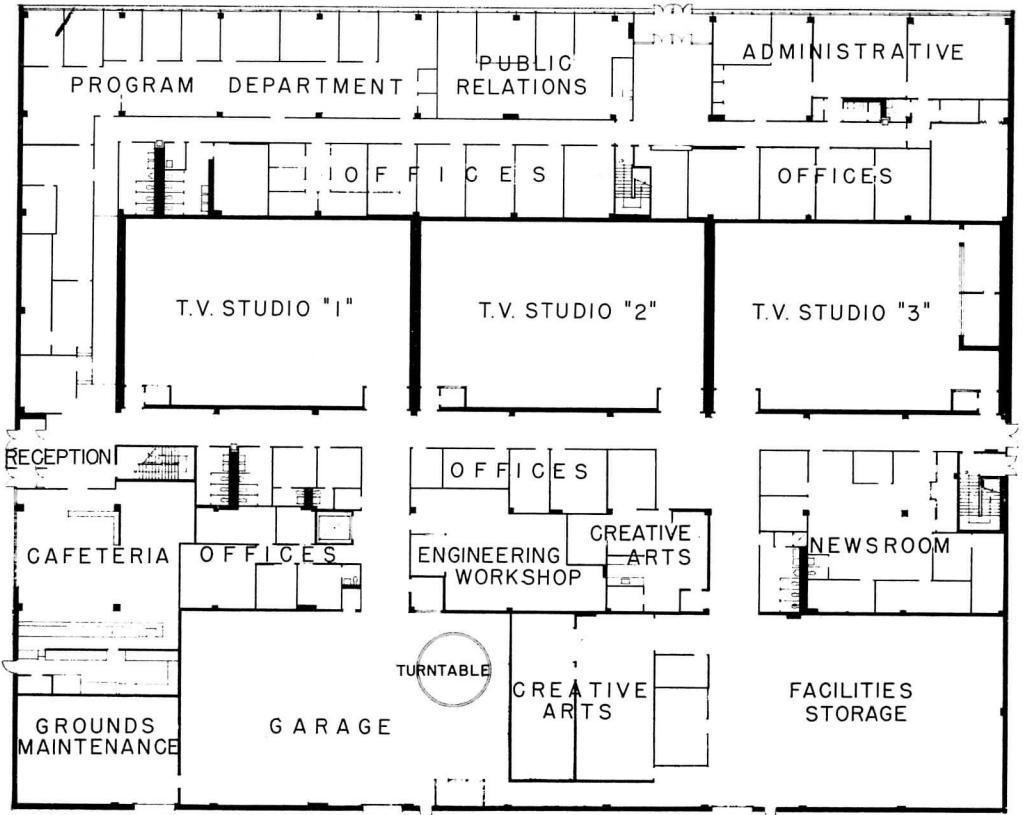 ADMINISTRATIVE
PUBLIC
RELATIONS
PROGRAM DEPARTMENT
OFFICES
OFFICES
T.V. STUDIO "1"
T.V. STUDIO "2"
T.V. STUDIO "3"
RECEPTION
OFFICES
CAFETERIA
OFFICES
ENGINEERING
WORKSHOP
CREATIVE
ARTS
NEWSROOM
TURNTABLE
GROUNDS
MAINTENANCE
GARAGE
CREATIVE
ARTS
FACILITIES
STORAGE